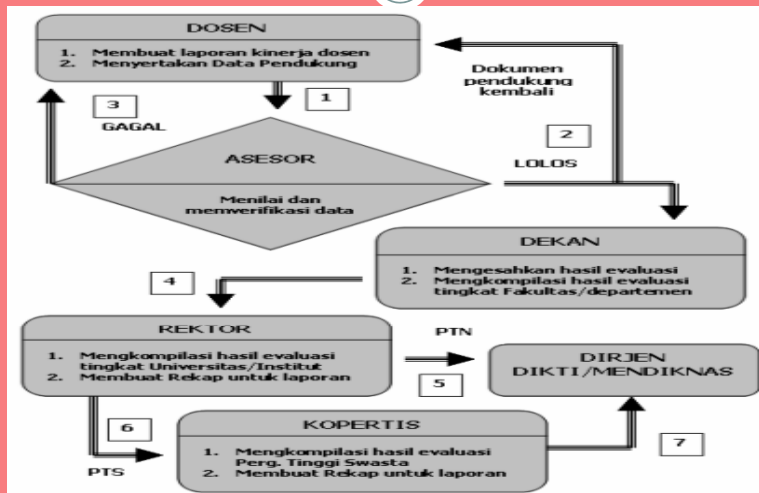 DOSEN
1. Membuat laporan kinerja dosen
2. Menyertakan Data Pendukung
Dokumen
pendukung
kembali
3
1
GAGAL
2
ASESOR
LOLOS
Menilai dan
memverifikasi data
DEKAN
1. Mengesahkan hasil evaluasi
2. Mengkompilasi hasil evaluasi
tingkat Fakultas/departemen
4
REKTOR
1. Mengkompilasi hasil evaluasi
tingkat Universitas/Institut
2. Membuat Rekap untuk laporan
PTN
5
DIRJEN
DIKTI/MENDIKNAS
6
PTS
KOPERTIS
1. Mengkompilasi hasil evaluasi
Perg. Tinggi Swasta
2. Membuat Rekap untuk laporan
7